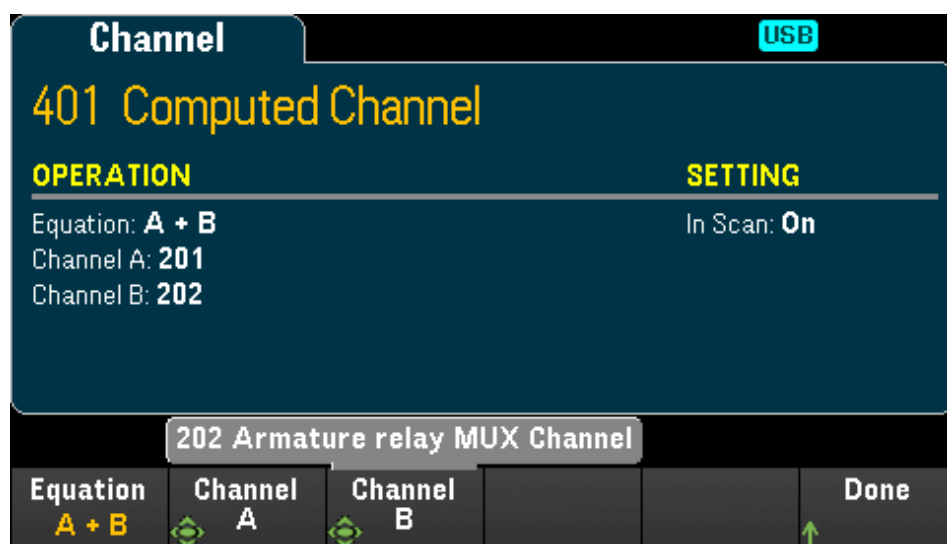 Channel
USB
401 Computed Channel
OPERATION SETTING
Equation: A + B In Scan: On
Channel A: 201
Channel B: 202
202 Armature relay MUX Channel
Equation Channel Channel Done
A + B A B